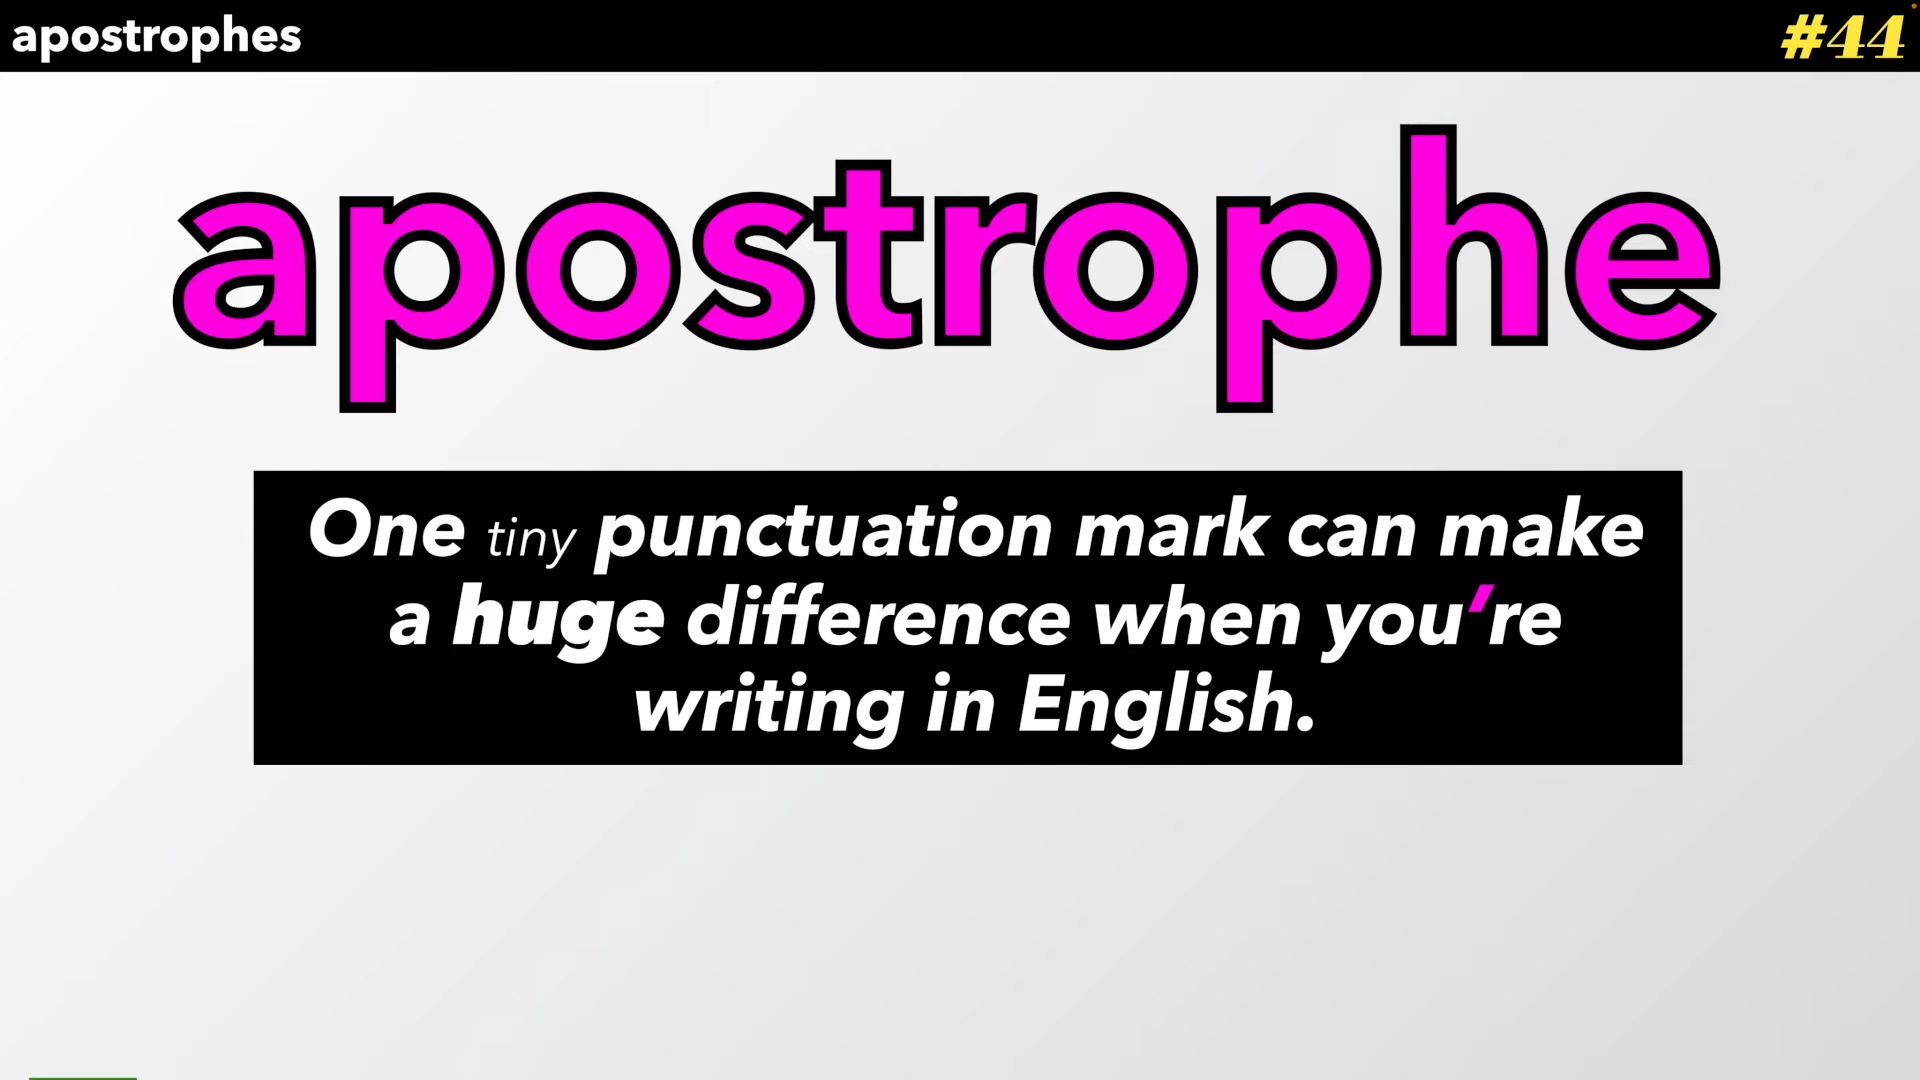 apostrophes
#44
apostrophe
One tiny punctuation mark can make
a huge difference when you’re
writing in English.